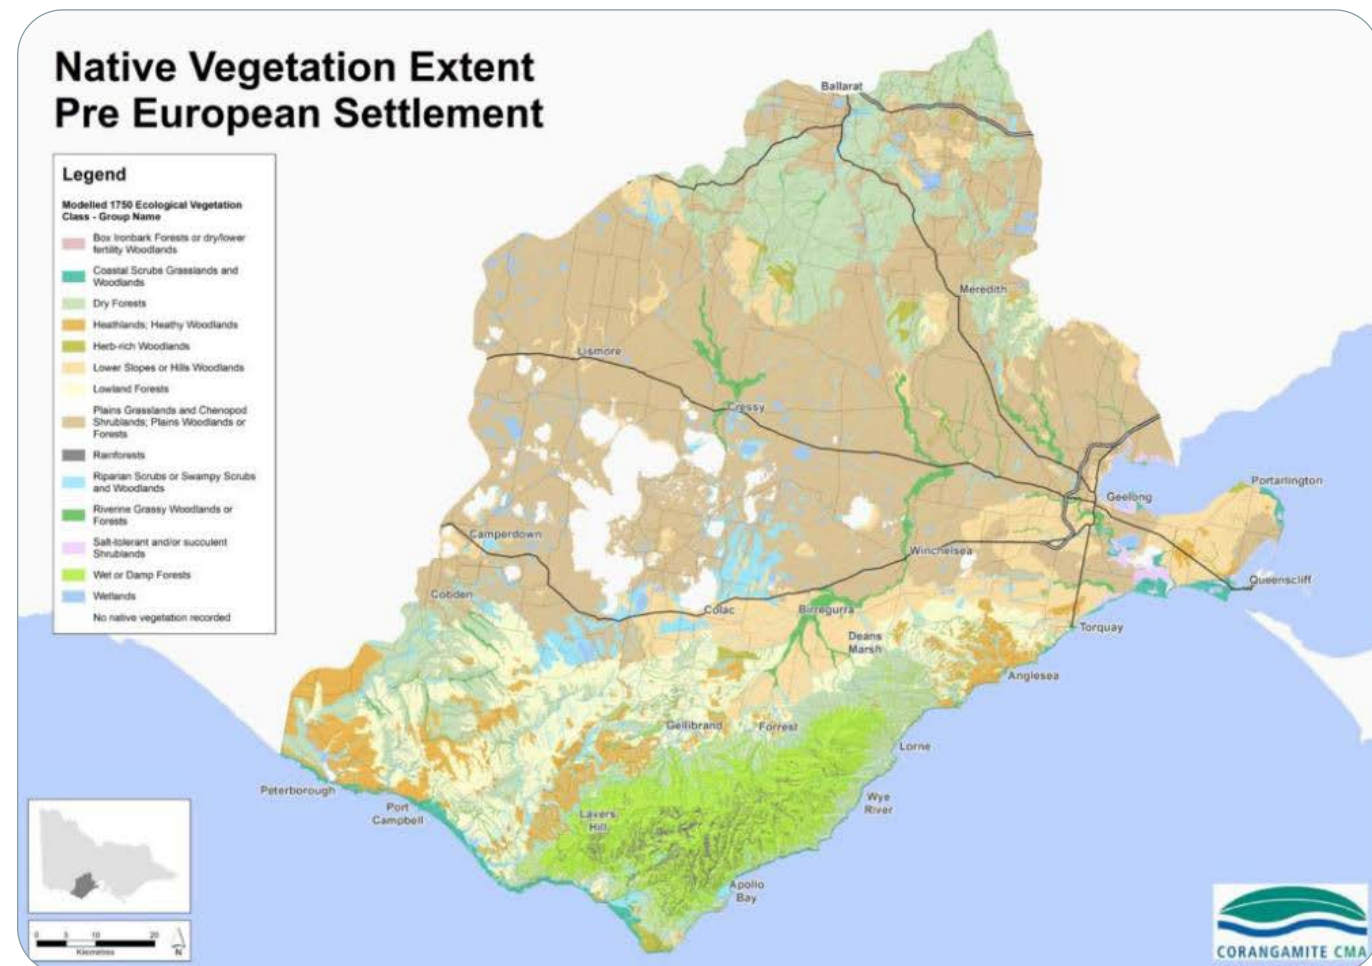 Native Vegetation Extent
Pre European Settlement
Legend
Modelled 1750 Ecological Vegetation
Class - Group Name
Box Ironbark Forests or dry/lower
fertility Woodlands
Coastal Scrubs Grasslands and
Woodlands
Dry Forests
Heathlands; Heathy Woodlands
Herb-rich Woodlands
Lower Slopes or Hills Woodlands
Lowland Forests
Plains Grasslands and Chenopod
Shrublands; Plains Woodlands or
Forests
Rainforests
Riparian Scrubs or Swampy Scrubs
and Woodlands
Riverine Grassy Woodlands or
Forests
Salt-tolerant and/or succulent
Shrublands
Wet or Damp Forests
Wetlands
No native vegetation recorded
Ballarat
Meredith
Lismore
Cressy
Portarlington
Geelong
Camperdown
Winchelsea
Queenscliff
Cobden
Colac
Birregurra
Torquay
Deans
Marsh
Anglesea
Gellibrand
Forrest
Lorne
Peterborough
Port
Campbell
Wye
River
Lavers
Hill
Apollo
Bay
0 5 10 20
Kilometres
N
CORANGAMITE CMA